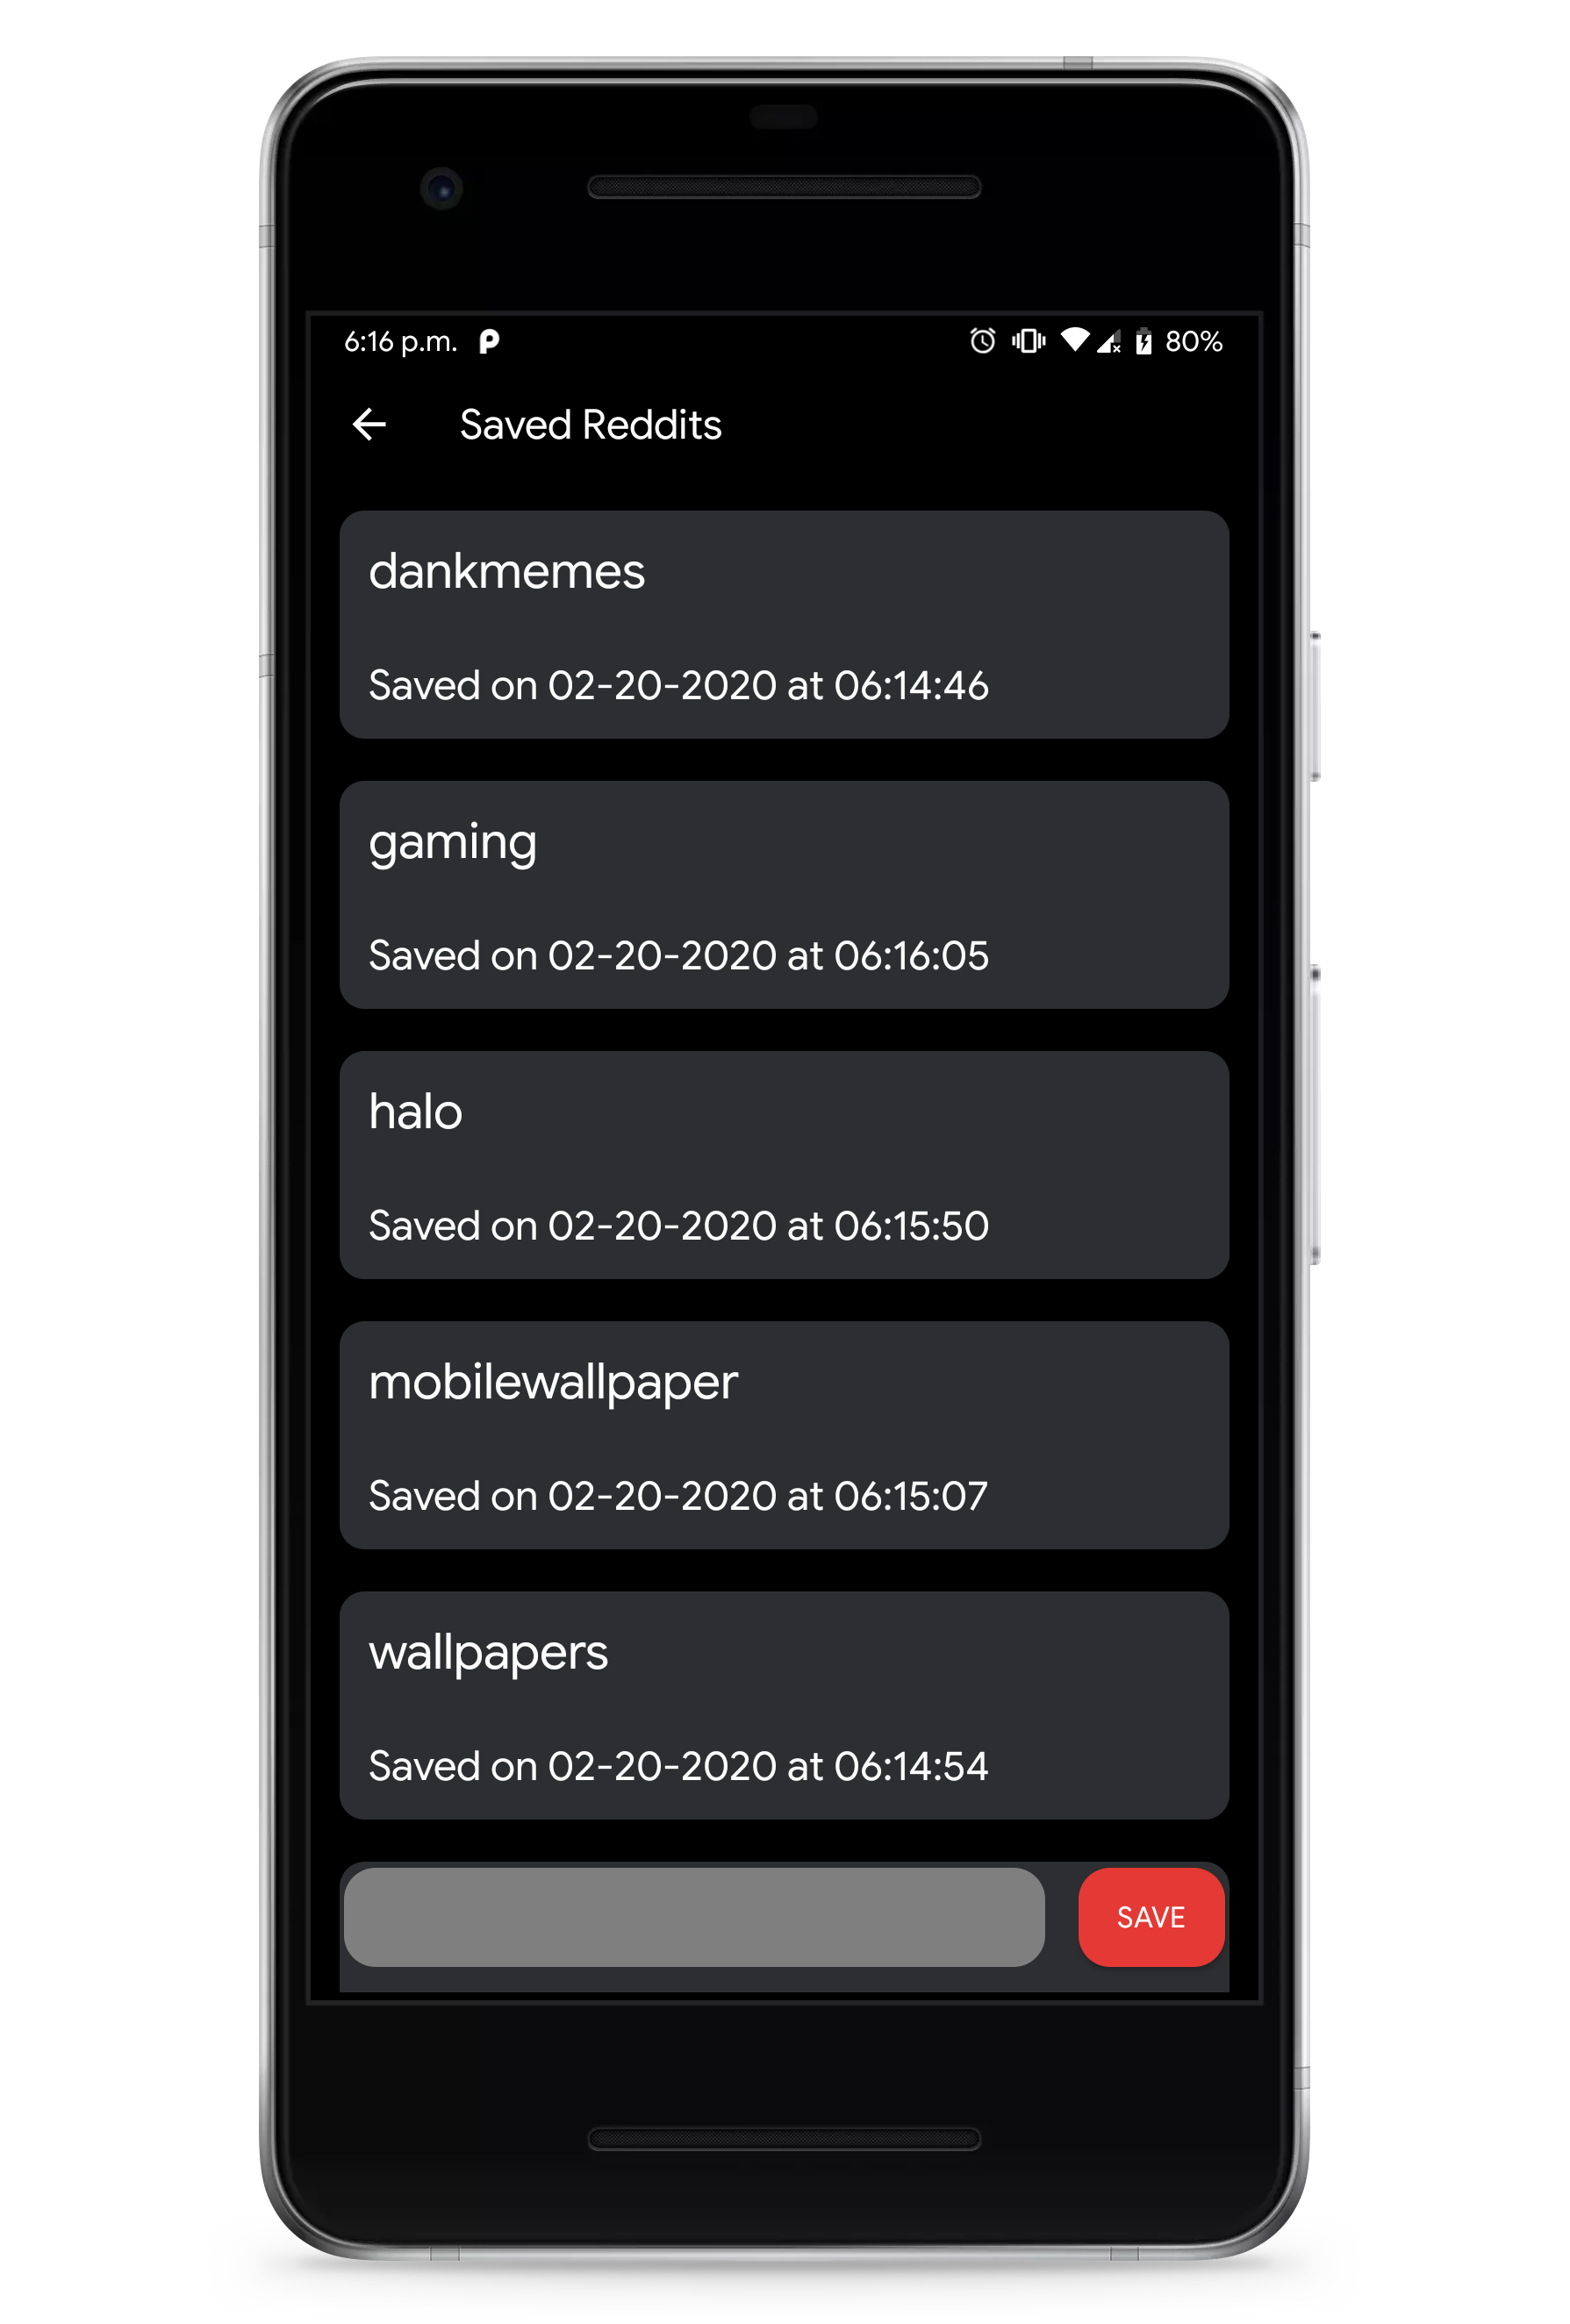 6:16 p.m. 80%
Saved Reddits
dankmemes
Saved on 02-20-2020 at 06:14:46
gaming
Saved on 02-20-2020 at 06:16:05
halo
Saved on 02-20-2020 at 06:15:50
mobilewallpaper
Saved on 02-20-2020 at 06:15:07
wallpapers
Saved on 02-20-2020 at 06:14:54
SAVE